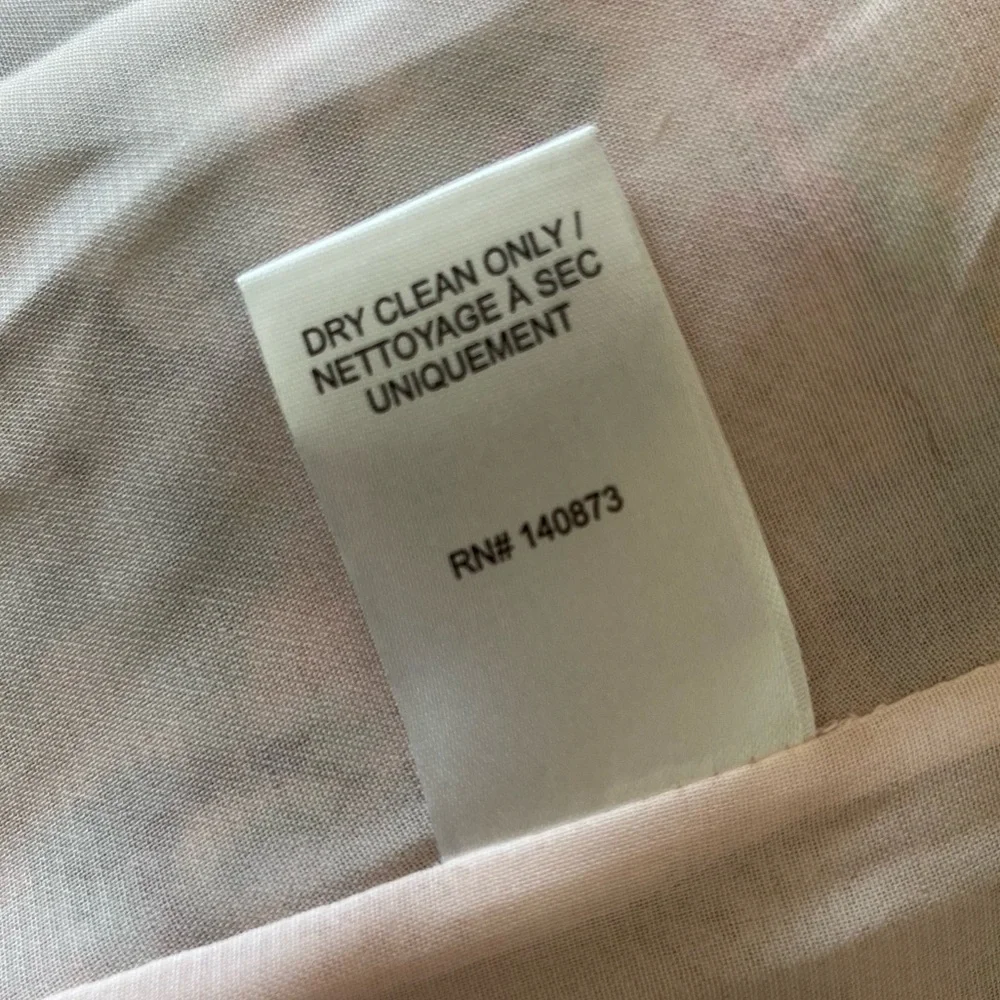 DRY CLEAN ONLY /
NETTOYAGE À SEC
UNIQUEMENT
RN# 140873